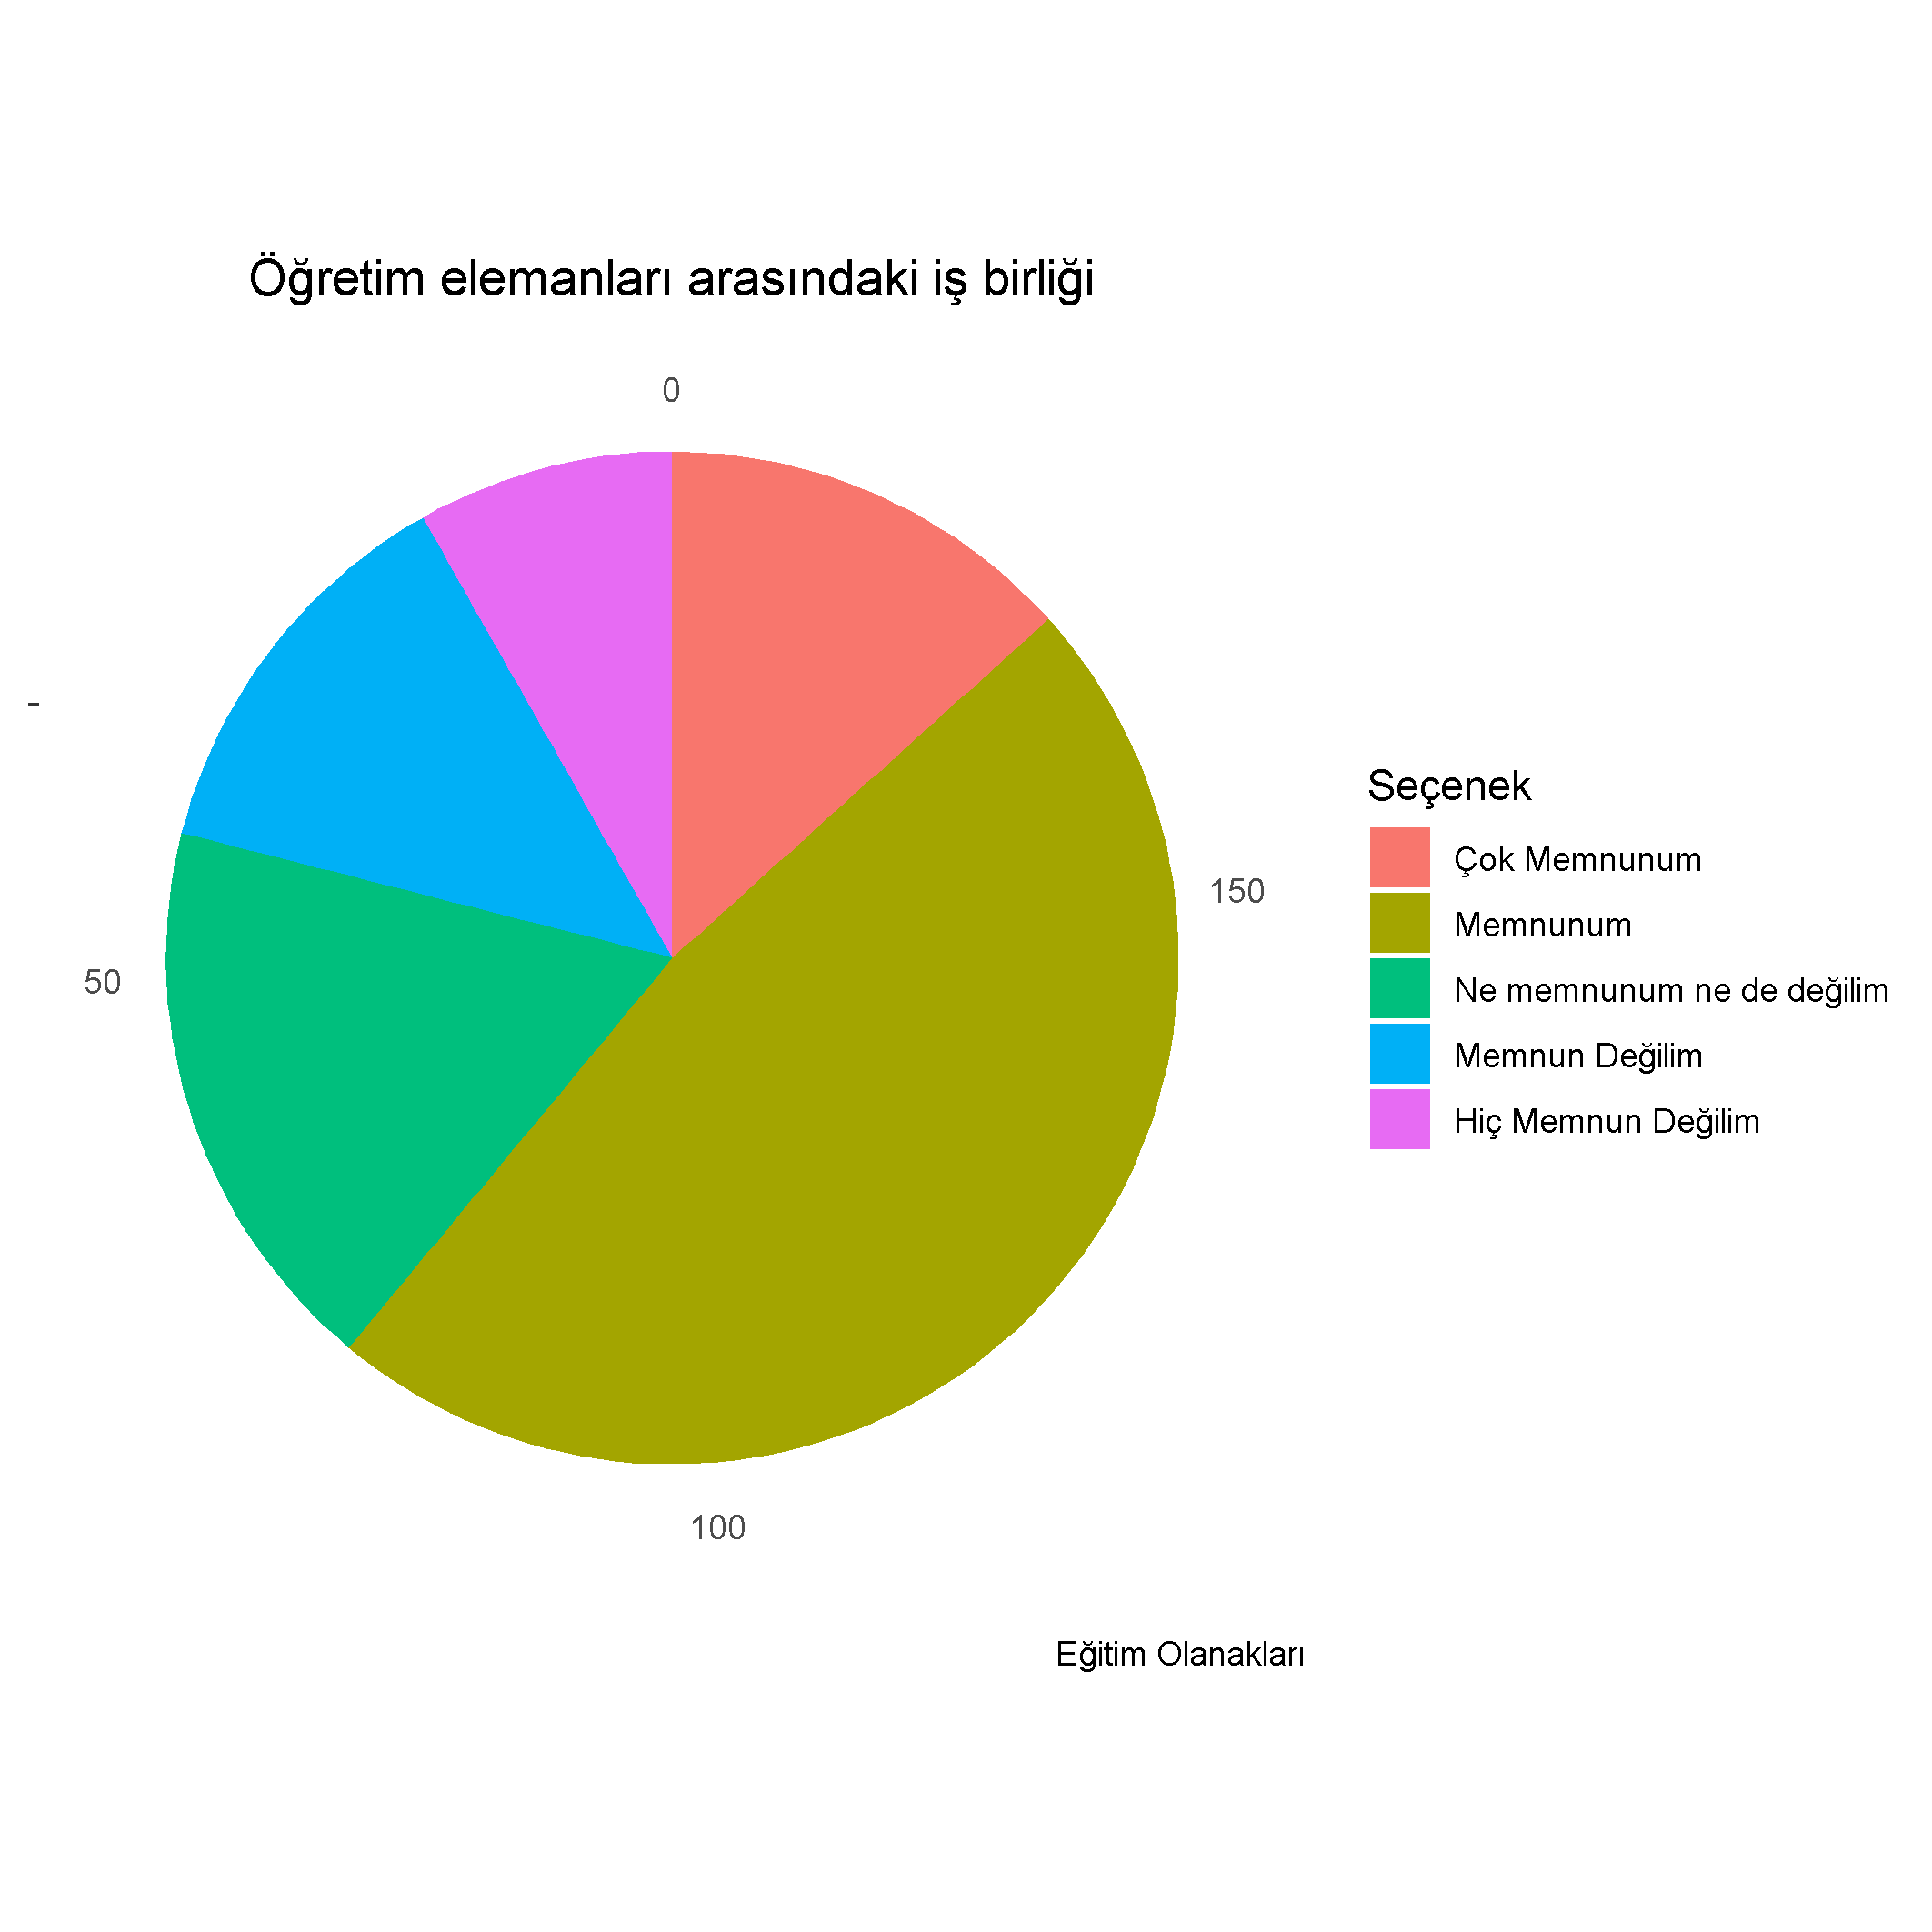 Öğretim elemanları arasındaki iş birliği
0
-
150
50
100
Seçenek
Çok Memnunum
Memnunum
Ne memnunum ne de değilim
Memnun Değilim
Hiç Memnun Değilim
Eğitim Olanakları